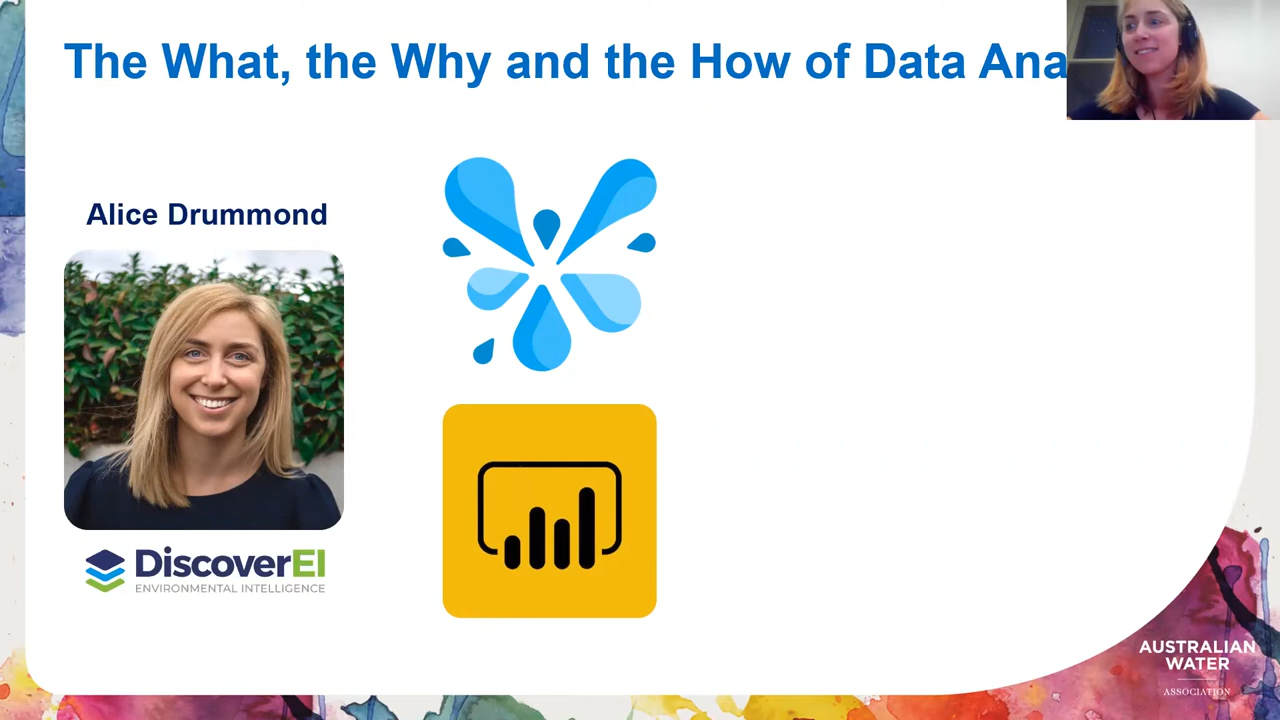 The What, the Why and the How of Data Ana
Alice Drummond
DiscoverEI
ENVIRONMENTAL INTELLIGENCE
AUSTRALIAN
WATER
ASSOCIATION